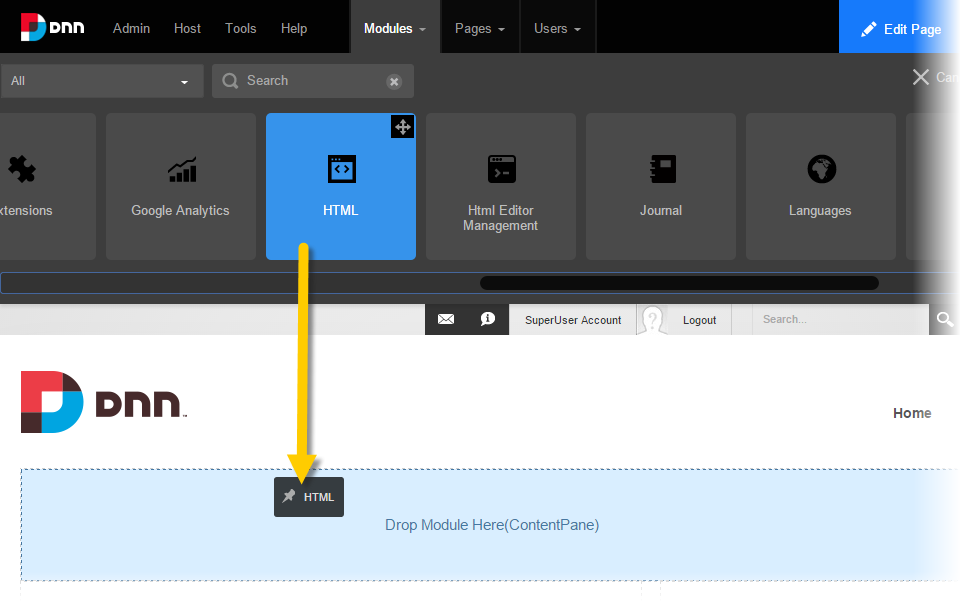 DNN Admin Host Tools Help Modules Pages Users Edit Page
All Search Can
xtensions Google Analytics HTML Html Editor Journal Languages
Management
SuperUser Account Logout Search...
DNN™
Home
HTML
Drop Module Here(ContentPane)